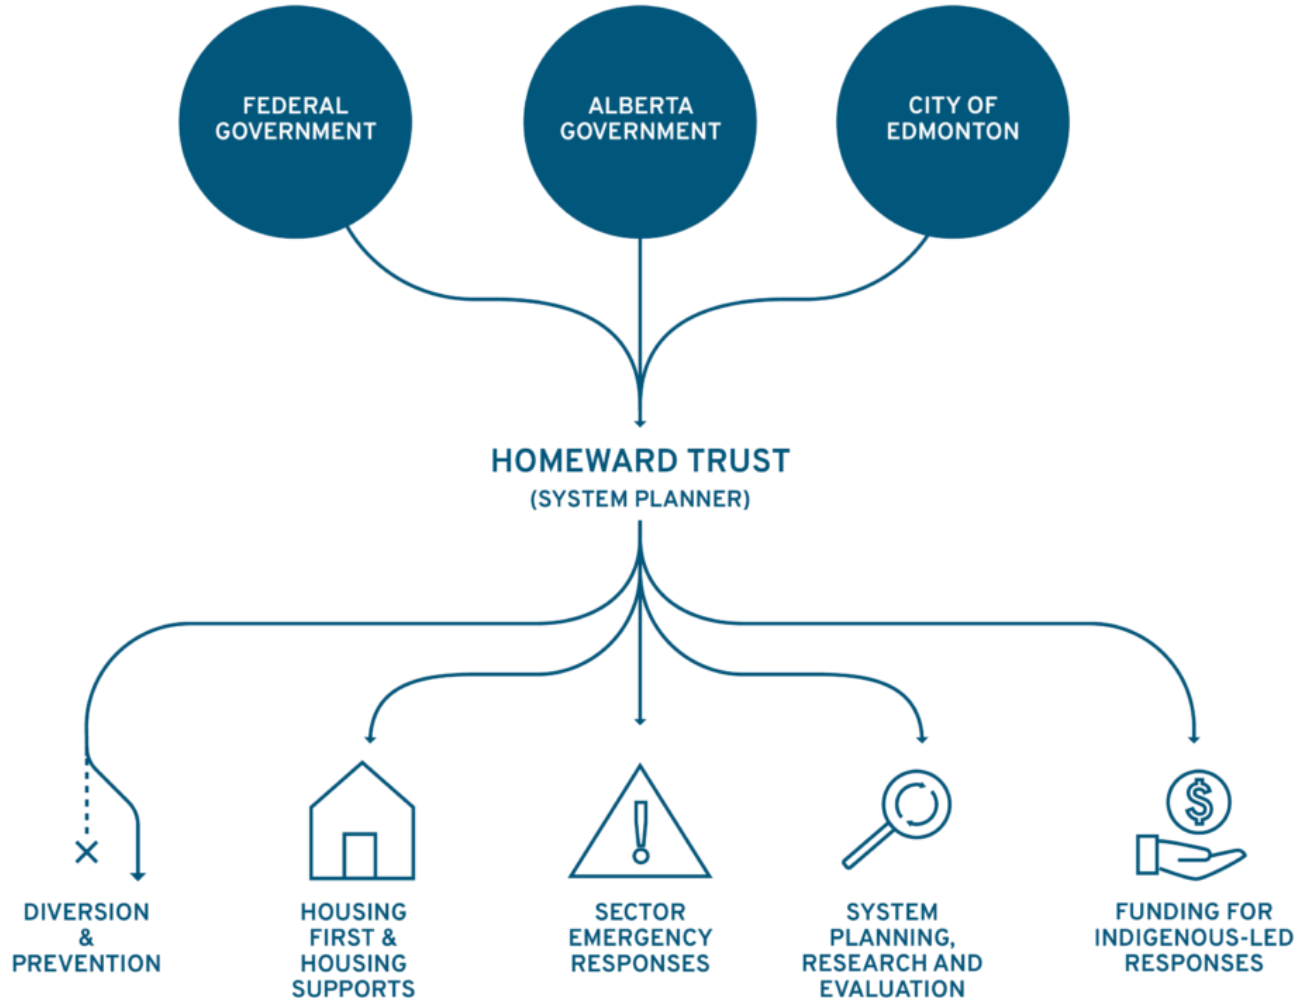 FEDERAL
GOVERNMENT
ALBERTA
GOVERNMENT
CITY OF
EDMONTON
HOMEWARD TRUST
(SYSTEM PLANNER)
$
DIVERSION
&
PREVENTION
HOUSING
FIRST &
HOUSING
SUPPORTS
SECTOR
EMERGENCY
RESPONSES
SYSTEM
PLANNING,
RESEARCH AND
EVALUATION
FUNDING FOR
INDIGENOUS-LED
RESPONSES